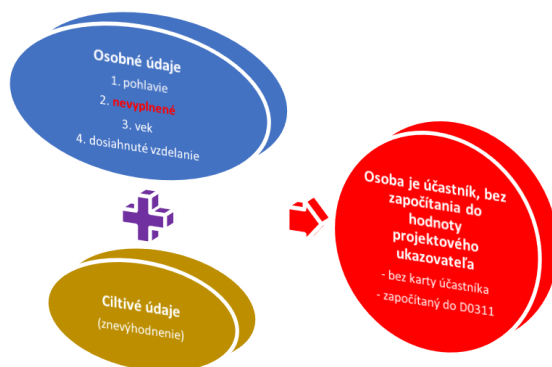 Osobné údaje
1. pohlavie
2. nevyplnené
3. vek
4. dosiahnuté vzdelanie
Ciltivé údaje
(znevýhodnenie)
Osoba je účastník, bez
započítania do
hodnoty
projektového
ukazovateľa
- bez karty účastníka
- započítaný do D0311